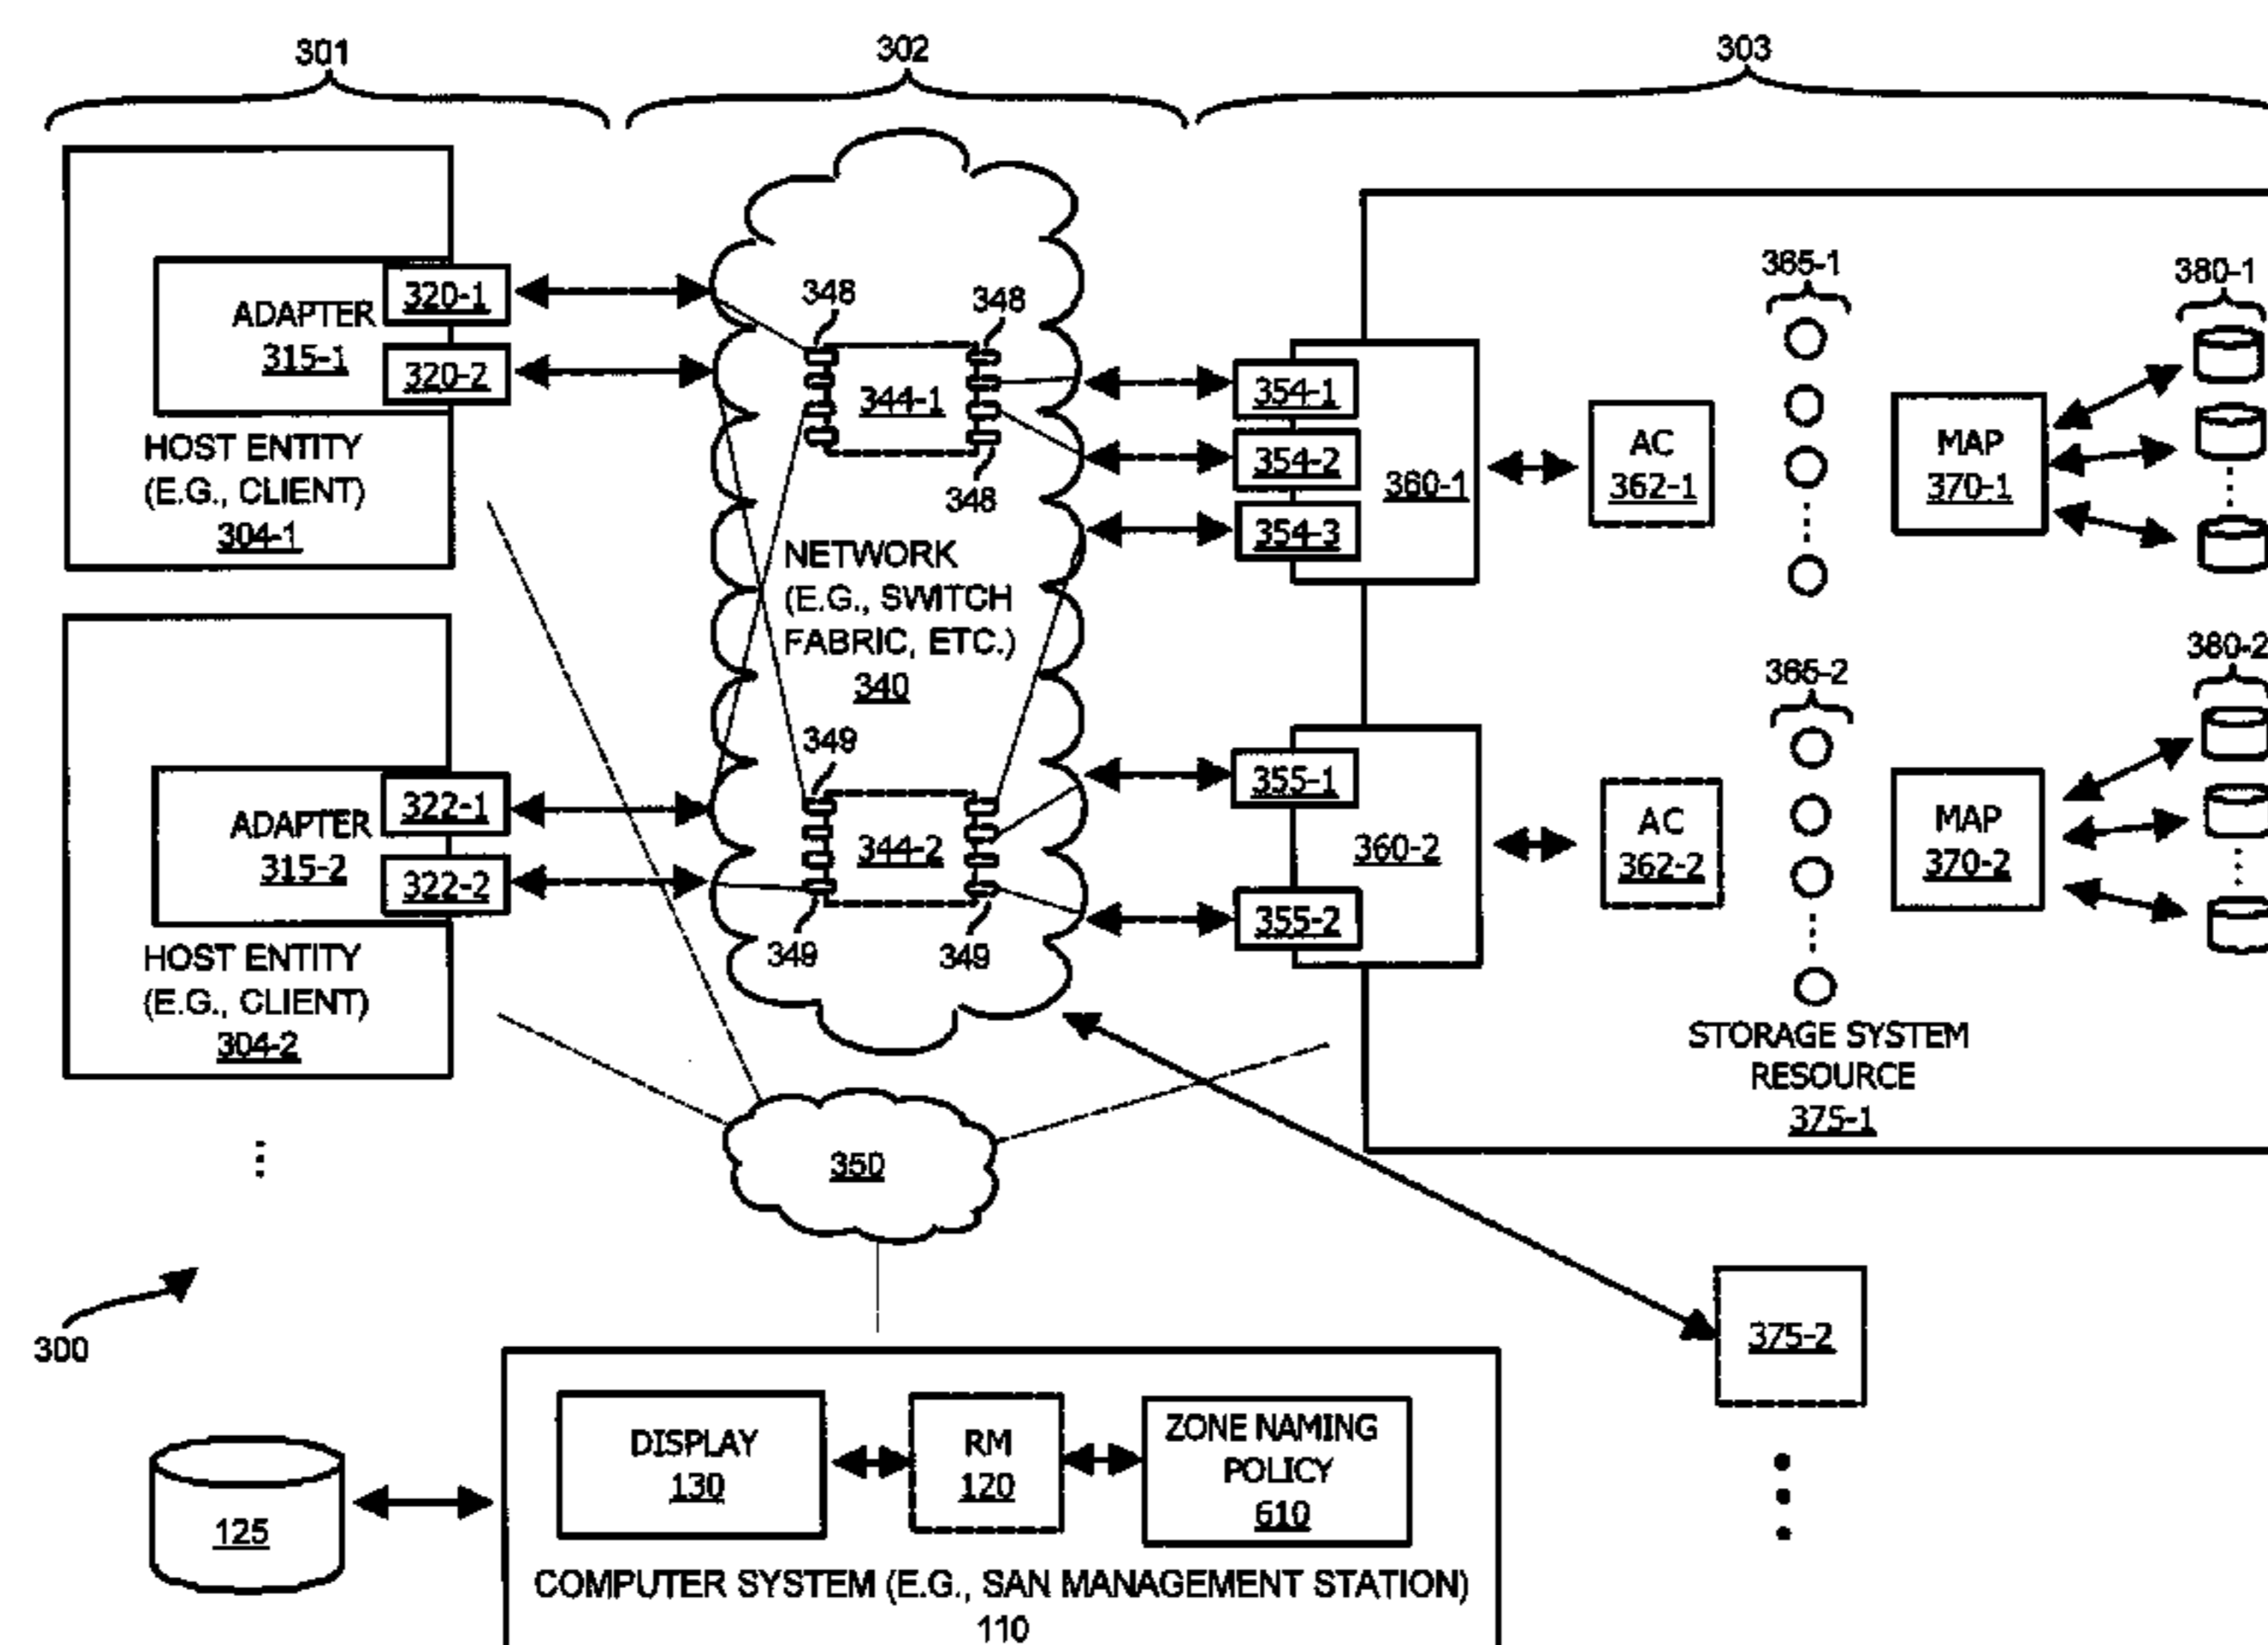 301
302
303
ADAPTER
315-1
320-1
320-2
HOST ENTITY
(E.G., CLIENT)
304-1
348
348
344-1
348
NETWORK
(E.G., SWITCH
FABRIC, ETC.)
340
354-1
354-2
354-3
360-1
AC
362-1
365-1
MAP
370-1
380-1
ADAPTER
315-2
322-1
322-2
HOST ENTITY
(E.G., CLIENT)
304-2
349
344-2
349
349
355-1
355-2
360-2
AC
362-2
365-2
MAP
370-2
380-2
STORAGE SYSTEM
RESOURCE
375-1
350
300
375-2
125
DISPLAY
130
RM
120
ZONE NAMING
POLICY
610
COMPUTER SYSTEM (E.G., SAN MANAGEMENT STATION)
110